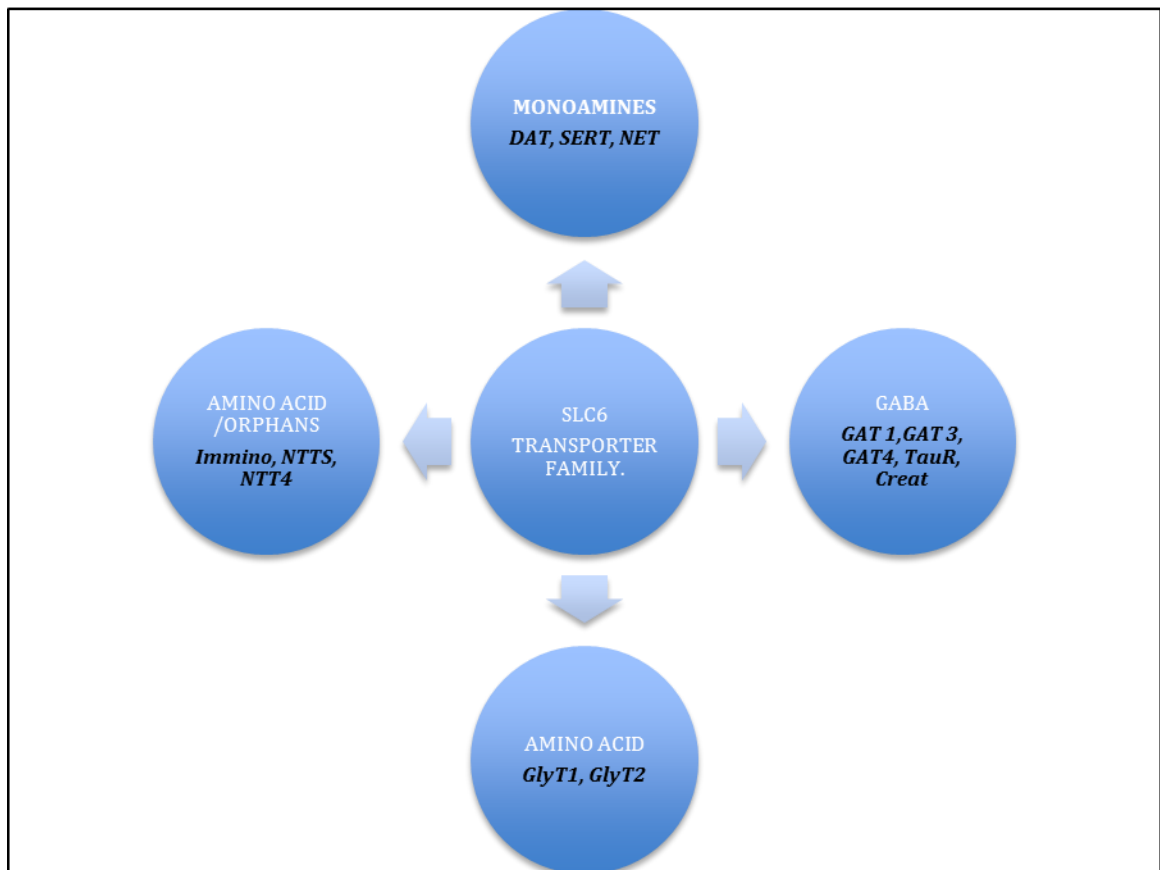 MONOAMINES
DAT, SERT, NET
AMINO ACID
/ORPHANS
Immino, NTTS,
NTT4
SLC6
TRANSPORTER
FAMILY.
GABA
GAT 1,GAT 3,
GAT4, TauR,
Creat
AMINO ACID
GlyT1, GlyT2